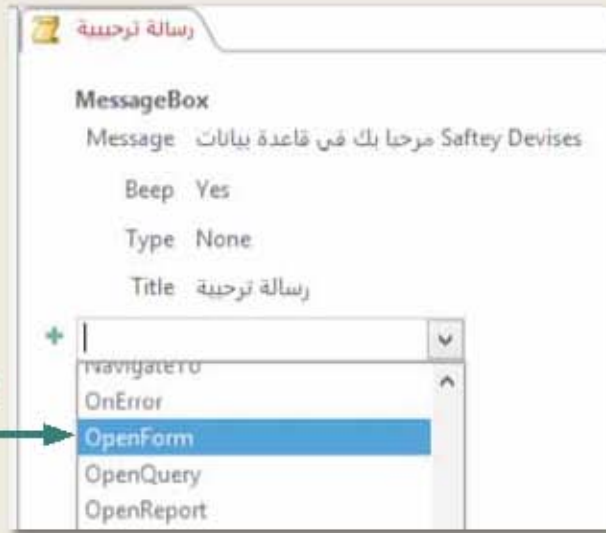 رسالة ترحيبية
MessageBox
Message مرحبا بك في قاعدة بيانات Saftey Devises
Beep Yes
Type None
Title رسالة ترحيبية
NavigateTo
OnError
OpenForm
OpenQuery
OpenReport